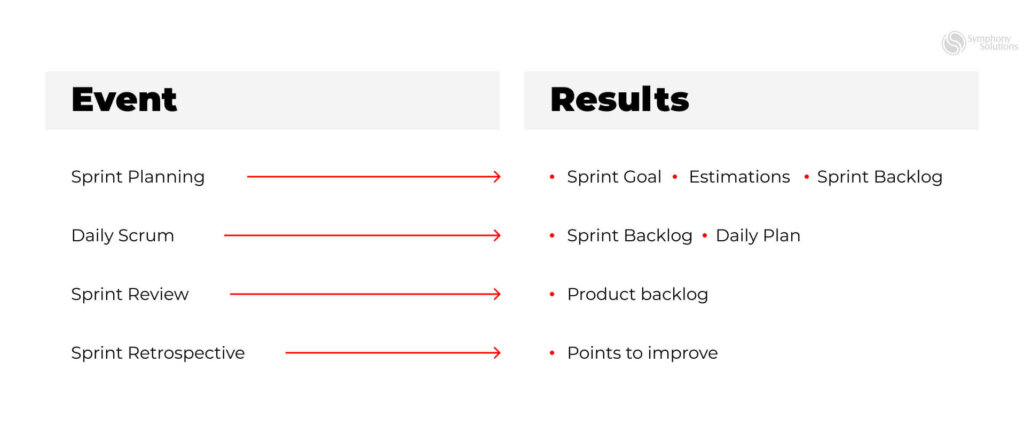 Symphony
Solutions
Event Results
Sprint Planning • Sprint Goal • Estimations • Sprint Backlog
Daily Scrum • Sprint Backlog • Daily Plan
Sprint Review • Product backlog
Sprint Retrospective • Points to improve